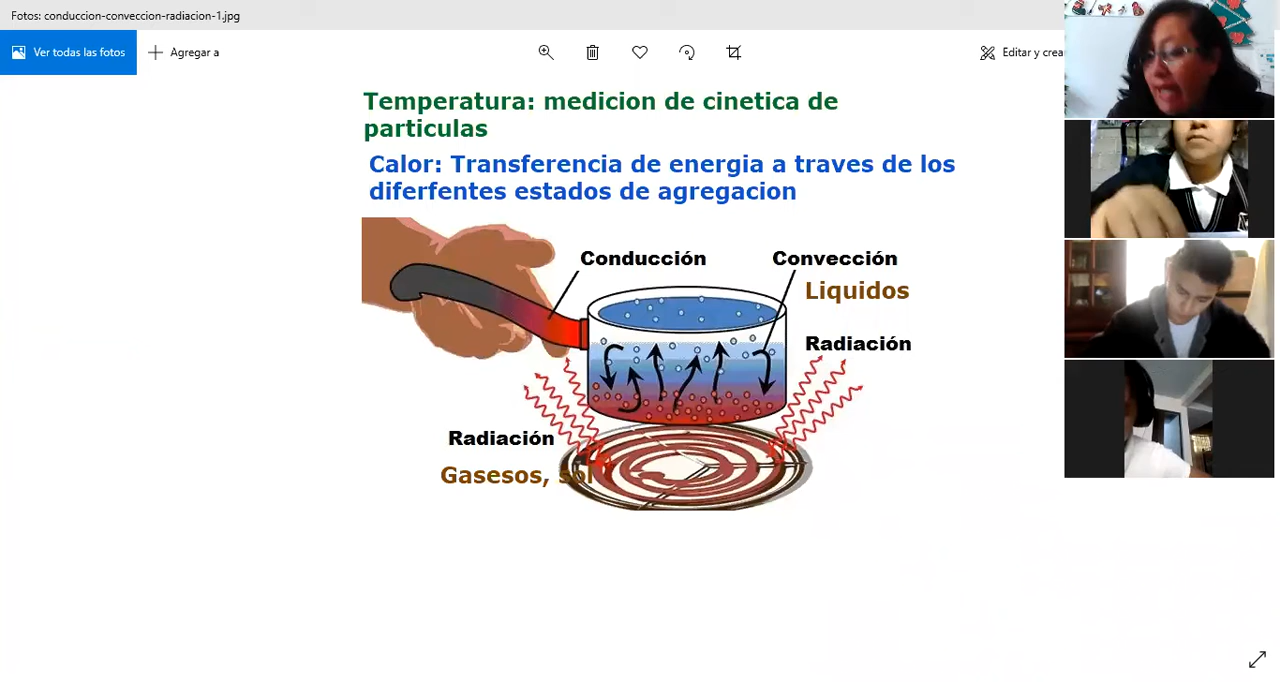 Fotos: conduccion-conveccion-radiacion-1.jpg
Ver todas las fotos
Agregar a
Editar y crea
Temperatura: medicion de cinetica de
particulas
Calor: Transferencia de energia a traves de los
diferfentes estados de agregacion
Conducción
Convección
Liquidos
Radiación
Radiación
Gasesos, sol